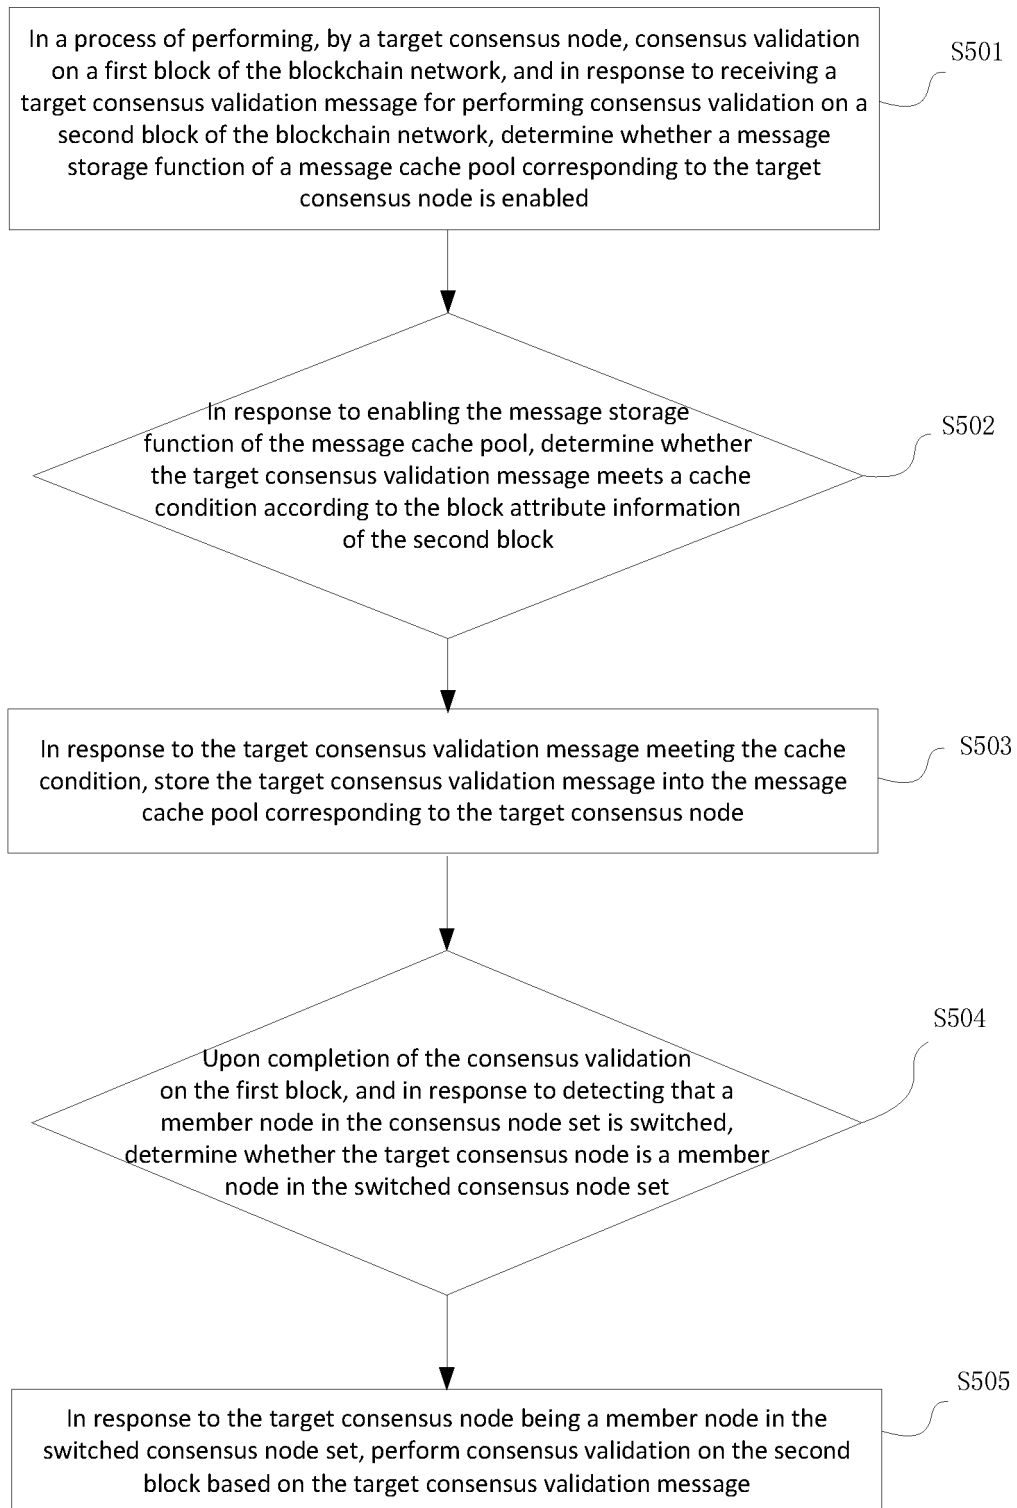 In a process of performing, by a target consensus node, consensus validation
on a first block of the blockchain network, and in response to receiving a
target consensus validation message for performing consensus validation on a
second block of the blockchain network, determine whether a message
storage function of a message cache pool corresponding to the target
consensus node is enabled
S501
In response to enabling the message storage
function of the message cache pool, determine whether
the target consensus validation message meets a cache
condition according to the block attribute information
of the second block
S502
In response to the target consensus validation message meeting the cache
condition, store the target consensus validation message into the message
cache pool corresponding to the target consensus node
S503
Upon completion of the consensus validation
on the first block, and in response to detecting that a
member node in the consensus node set is switched,
determine whether the target consensus node is a member
node in the switched consensus node set
S504
In response to the target consensus node being a member node in the
switched consensus node set, perform consensus validation on the second
block based on the target consensus validation message
S505